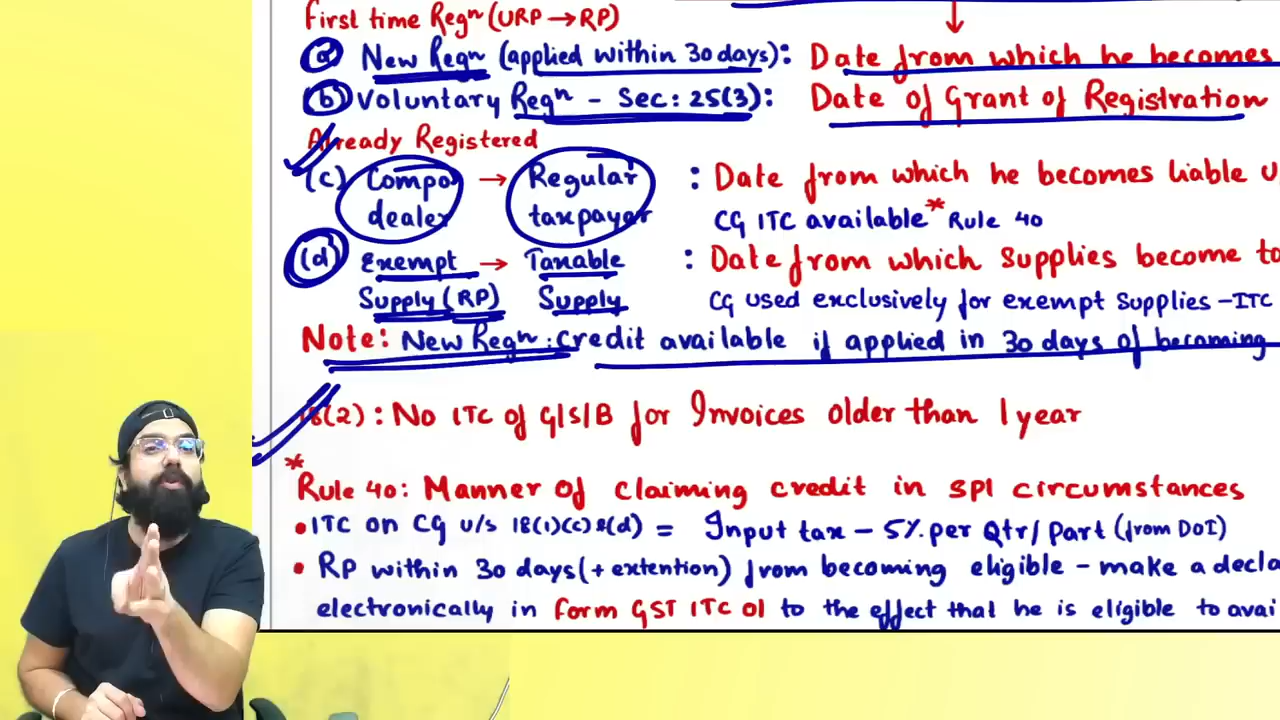 First time Regn (URP → RP)
(a) New Regn (applied within 30 days): Date from which he becomes
(b) Voluntary Regn - Sec: 25(3): Date of Grant of Registration
Already Registered
(c) Compo → Regular : Date from which he becomes liable u
dealer taxpayer CG ITC available* Rule 40
(d) Exempt → Taxable : Date from which supplies become ta
Supply (RP) Supply CG used exclusively for exempt supplies - ITC
Note: New Regn: credit available if applied in 30 days of becoming
18(2): No ITC of G/S/B for Invoices older than 1 year
* Rule 40: Manner of claiming credit in SPl circumstances
• ITC on CG u/s 18(1)(c) & (d) = Input tax - 5% per Qtr/Part (from DOI)
• RP within 30 days (+ extention) from becoming eligible - make a decla
electronically in form GST ITC 01 to the effect that he is eligible to avai